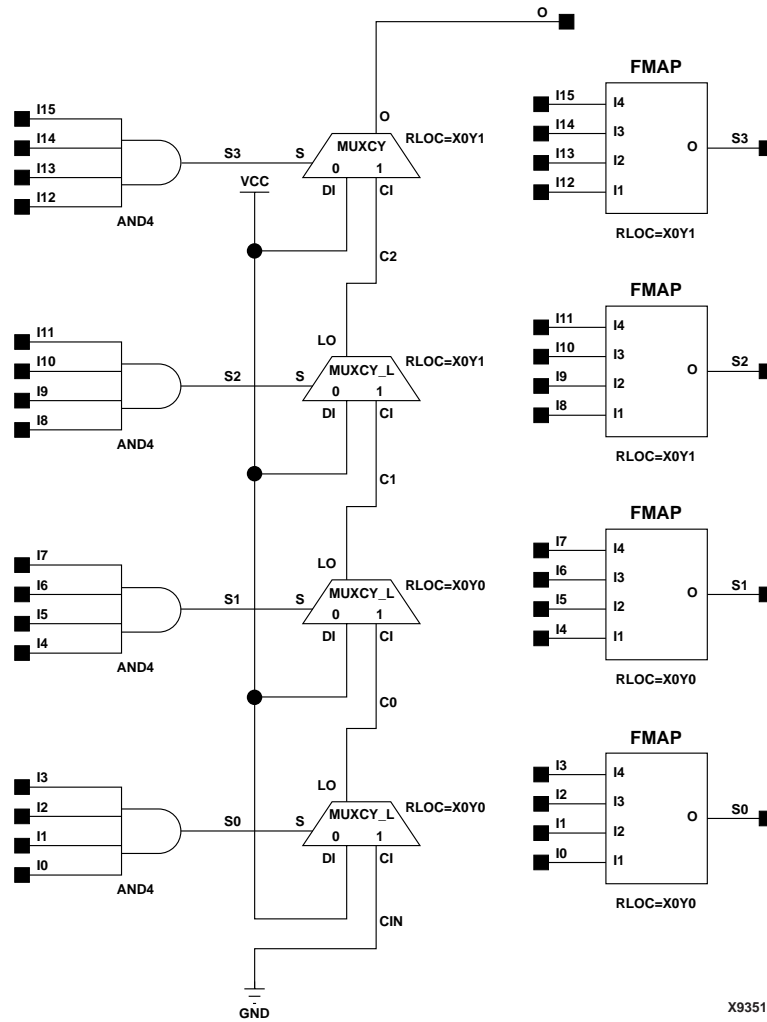 O
FMAP
I15
I14
I13
I12
AND4
S3
S
MUXCY
0 1
DI
CI
O
RLOC=X0Y1
VCC
I15
I14
I13
I12
I4
I3
I2
I1
O
S3
RLOC=X0Y1
C2
FMAP
I11
I10
I9
I8
AND4
S2
S
LO
MUXCY_L
0 1
DI
CI
RLOC=X0Y1
I11
I10
I9
I8
I4
I3
I2
I1
O
S2
RLOC=X0Y1
C1
FMAP
I7
I6
I5
I4
AND4
S1
S
LO
MUXCY_L
0 1
DI
CI
RLOC=X0Y0
I7
I6
I5
I4
I4
I3
I2
I1
O
S1
RLOC=X0Y0
C0
FMAP
I3
I2
I1
I0
AND4
S0
S
LO
MUXCY_L
0 1
DI
CI
RLOC=X0Y0
I3
I2
I1
I0
I4
I3
I2
I1
O
S0
RLOC=X0Y0
CIN
GND
X9351